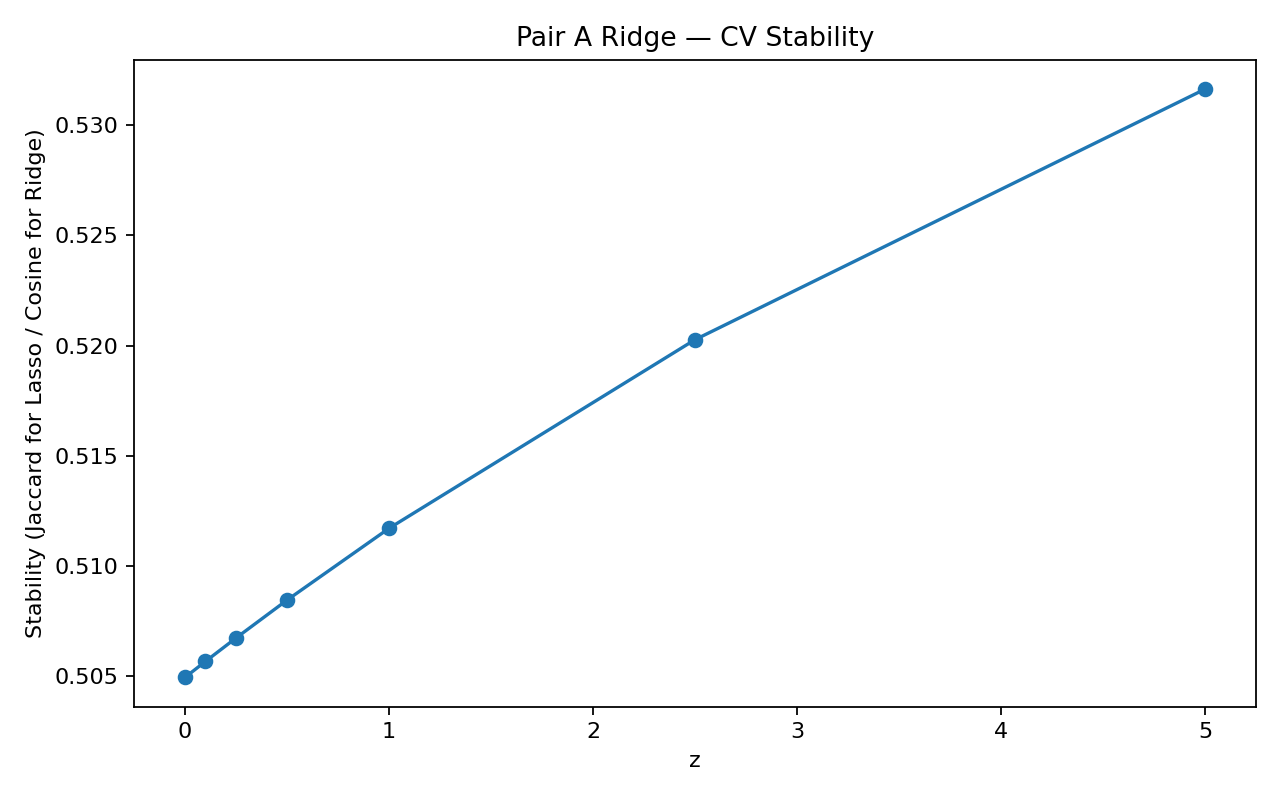 Pair A Ridge — CV Stability
Stability (Jaccard for Lasso / Cosine for Ridge)
0.530
0.525
0.520
0.515
0.510
0.505
0 1 2 3 4 5
z